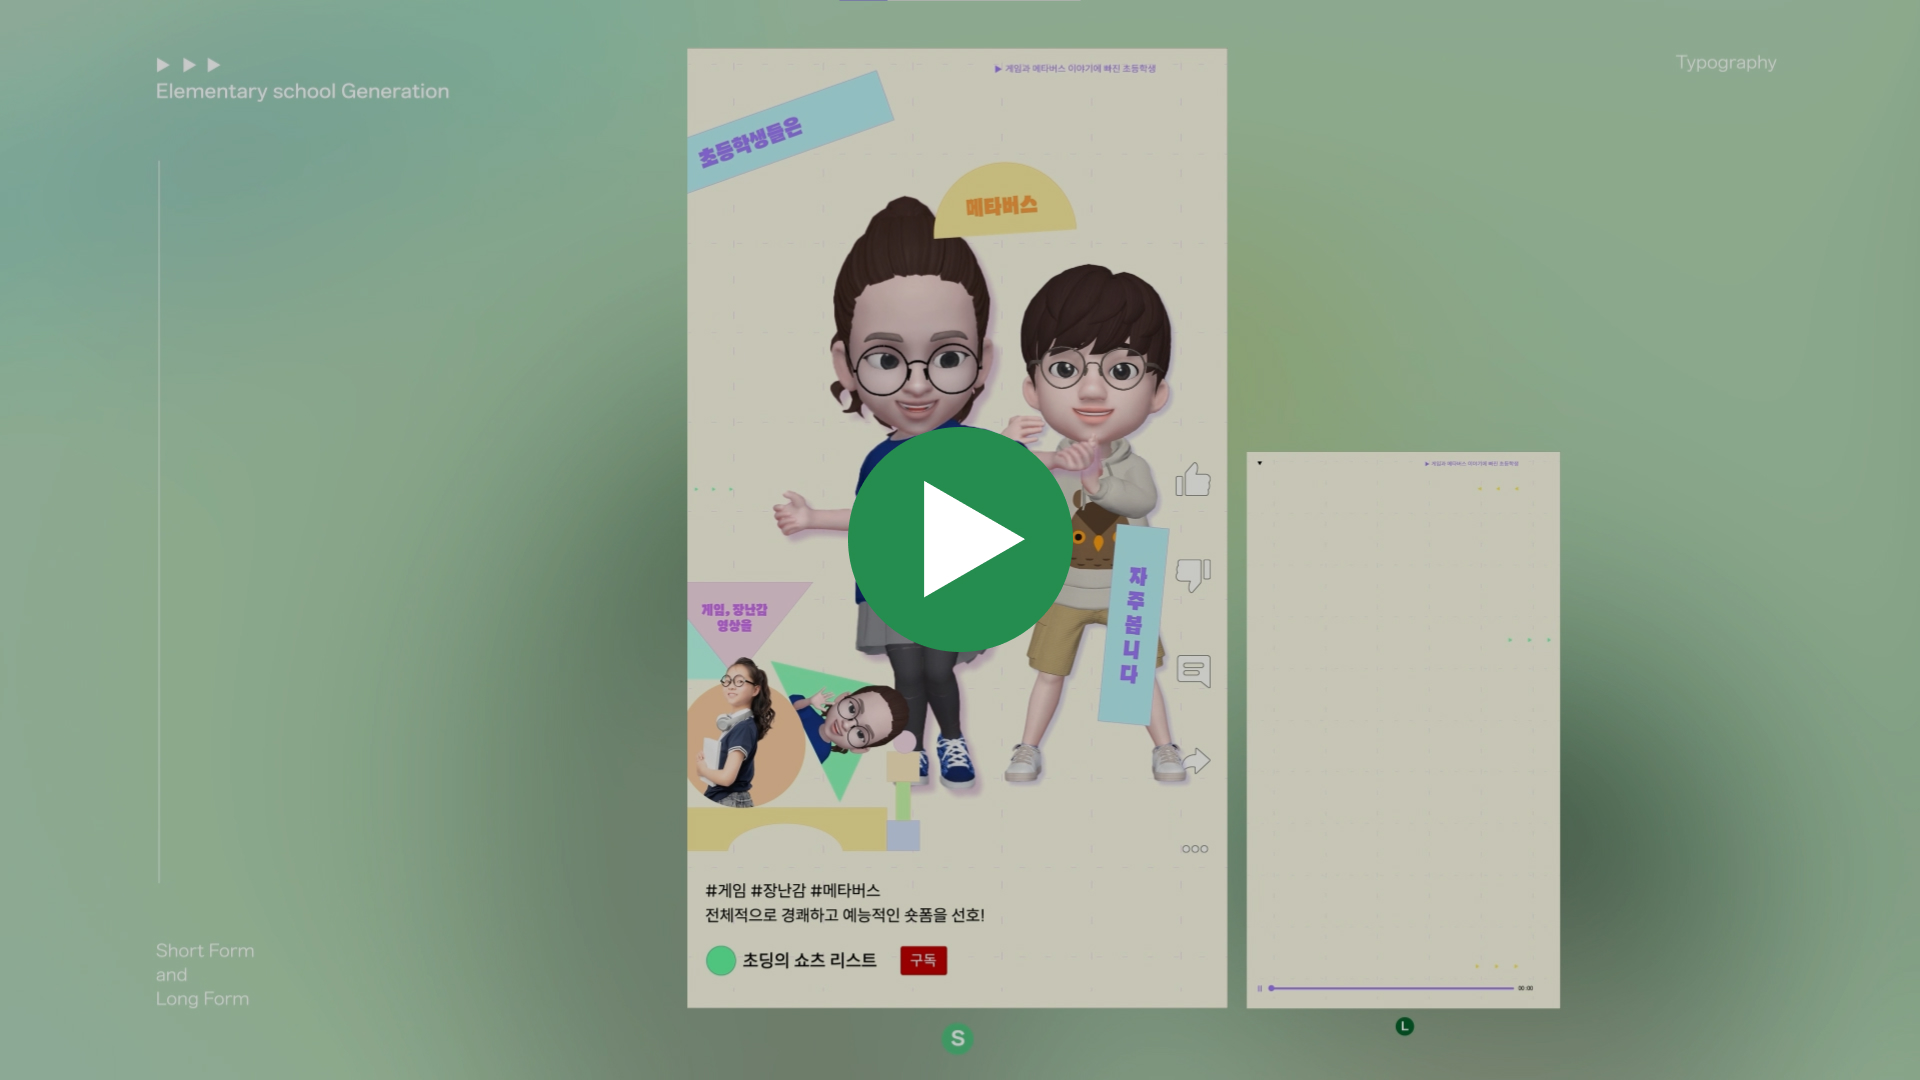 Elementary school Generation
Typography
▶ 게임과 메타버스 이야기에 빠진 초등학생
초등학생들은
메타버스
게임, 장난감
영상을
자주봅니다
#게임 #장난감 #메타버스
전체적으로 경쾌하고 예능적인 숏폼을 선호!
초딩의 쇼츠 리스트
구독
S
▶ 게임과 메타버스 이야기에 빠진 초등학생
00:00
L
Short Form
and
Long Form